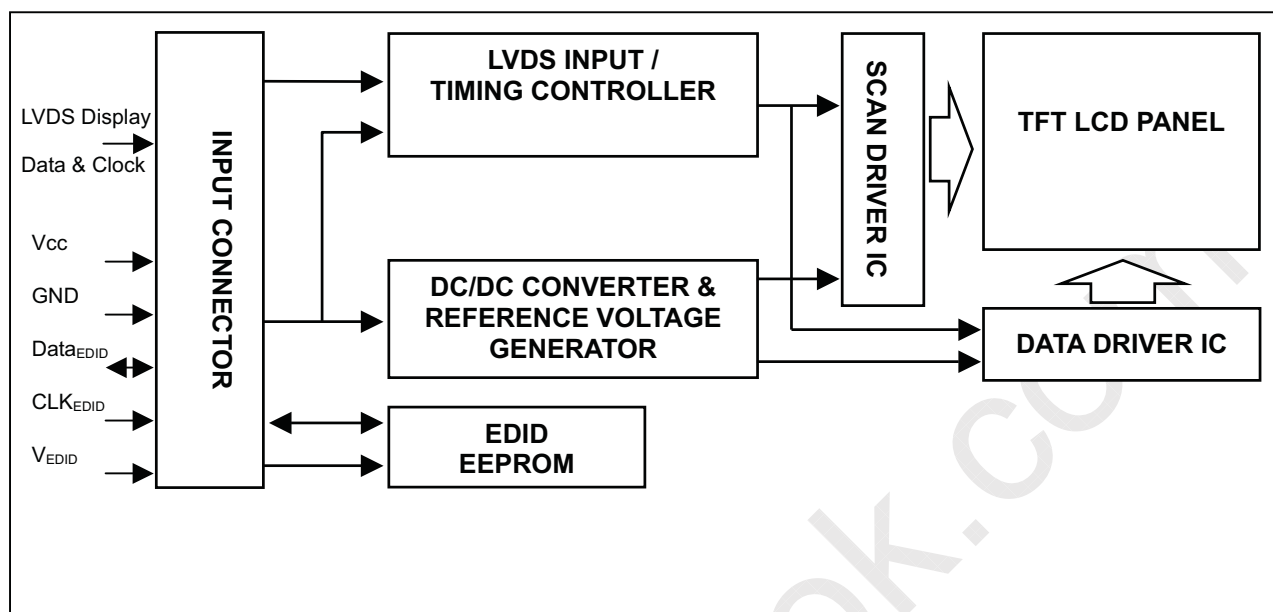 LVDS Display
Data & Clock
Vcc
GND
DataEDID
CLKEDID
VEDID
INPUT CONNECTOR
LVDS INPUT /
TIMING CONTROLLER
DC/DC CONVERTER &
REFERENCE VOLTAGE
GENERATOR
EDID
EEPROM
SCAN DRIVER IC
TFT LCD PANEL
DATA DRIVER IC